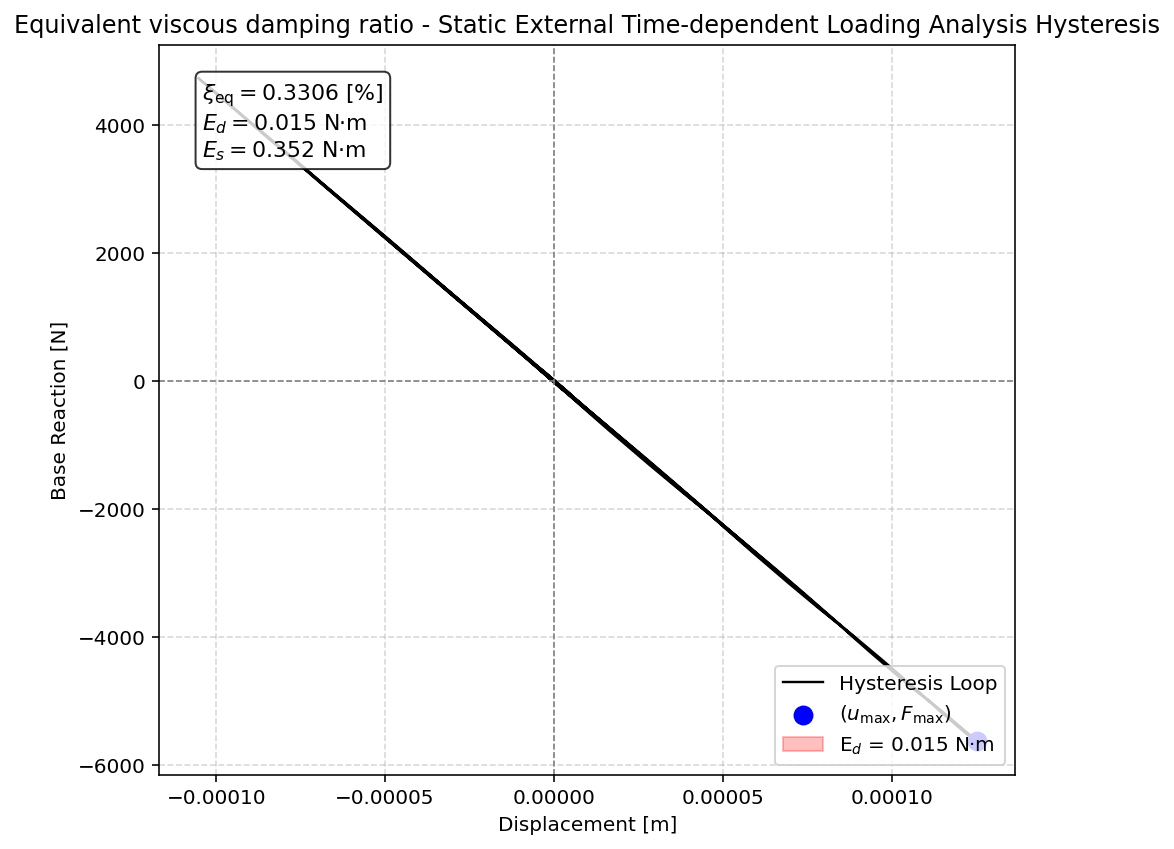 Equivalent viscous damping ratio - Static External Time-dependent Loading Analysis Hysteresis
ξeq = 0.3306 [%]
Ed = 0.015 N·m
Es = 0.352 N·m
4000
2000
0
−2000
−4000
−6000
Base Reaction [N]
Hysteresis Loop
(umax, Fmax)
Ed = 0.015 N·m
−0.00010
−0.00005
0.00000
0.00005
0.00010
Displacement [m]